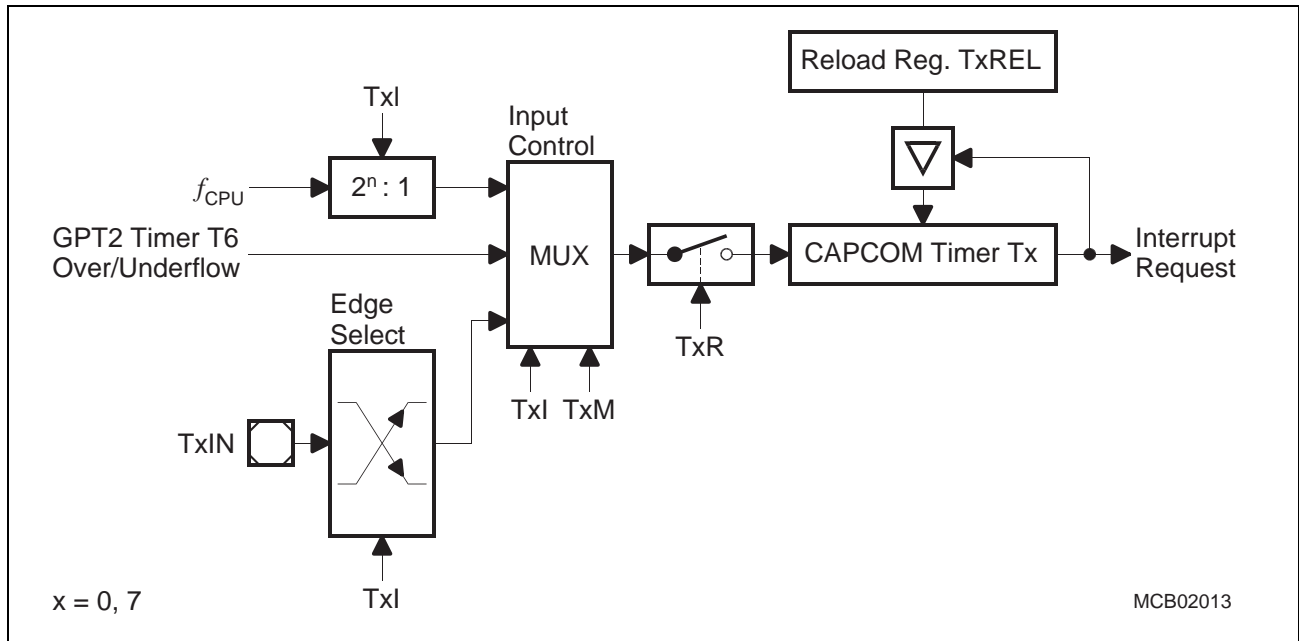 Reload Reg. TxREL
TxI
Input
Control
2ⁿ : 1
fCPU
GPT2 Timer T6
Over/Underflow
MUX
CAPCOM Timer Tx
Interrupt
Request
Edge
Select
TxR
TxI TxM
TxIN
TxI
x = 0, 7
MCB02013